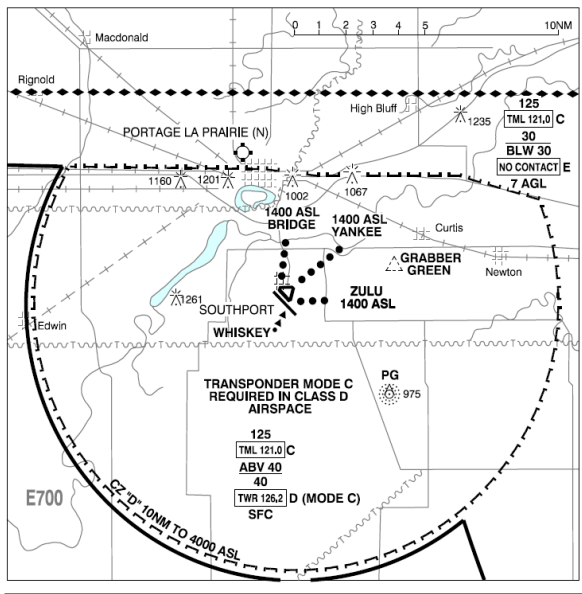 0 1 2 3 4 5 10NM
Macdonald
Rignold
High Bluff
1235
125
TML 121,0 C
30
BLW 30
NO CONTACT E
7 AGL
PORTAGE LA PRAIRIE (N)
1160
1201
1002
1067
1400 ASL
BRIDGE
1400 ASL
YANKEE
Curtis
GRABBER
GREEN
Newton
ZULU
1400 ASL
1261
SOUTHPORT
WHISKEY
Edwin
TRANSPONDER MODE C
REQUIRED IN CLASS D
AIRSPACE
PG
975
125
TML 121.0 C
ABV 40
40
TWR 126,2 D (MODE C)
SFC
E700
CZ "D" 10NM TO 4000 ASL